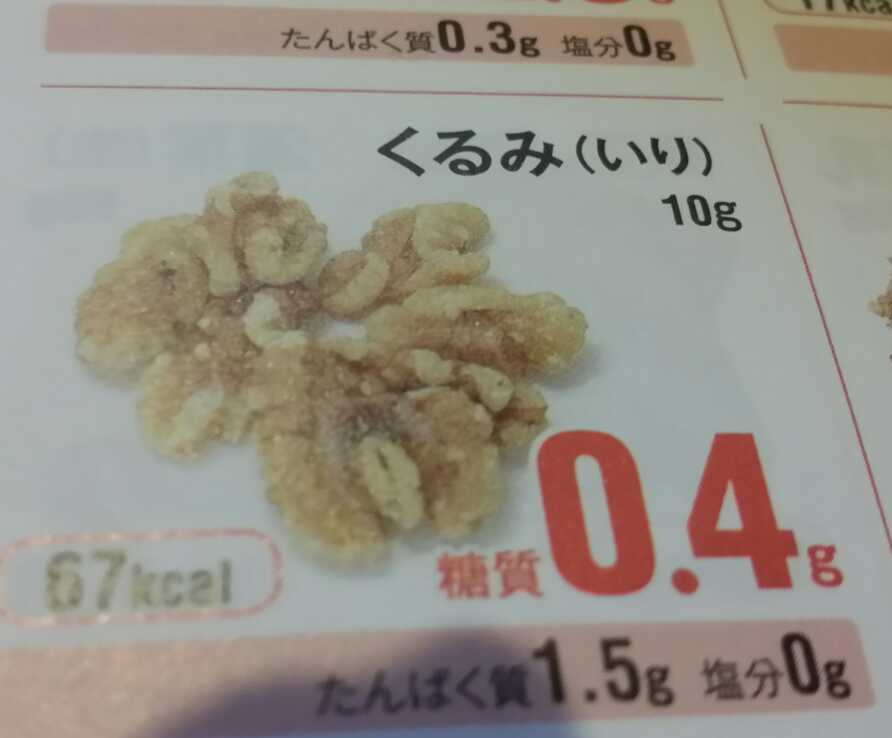 たんぱく質0.3g 塩分0g
くるみ(いり)
10g
67kcal
糖質0.4g
たんぱく質1.5g 塩分0g